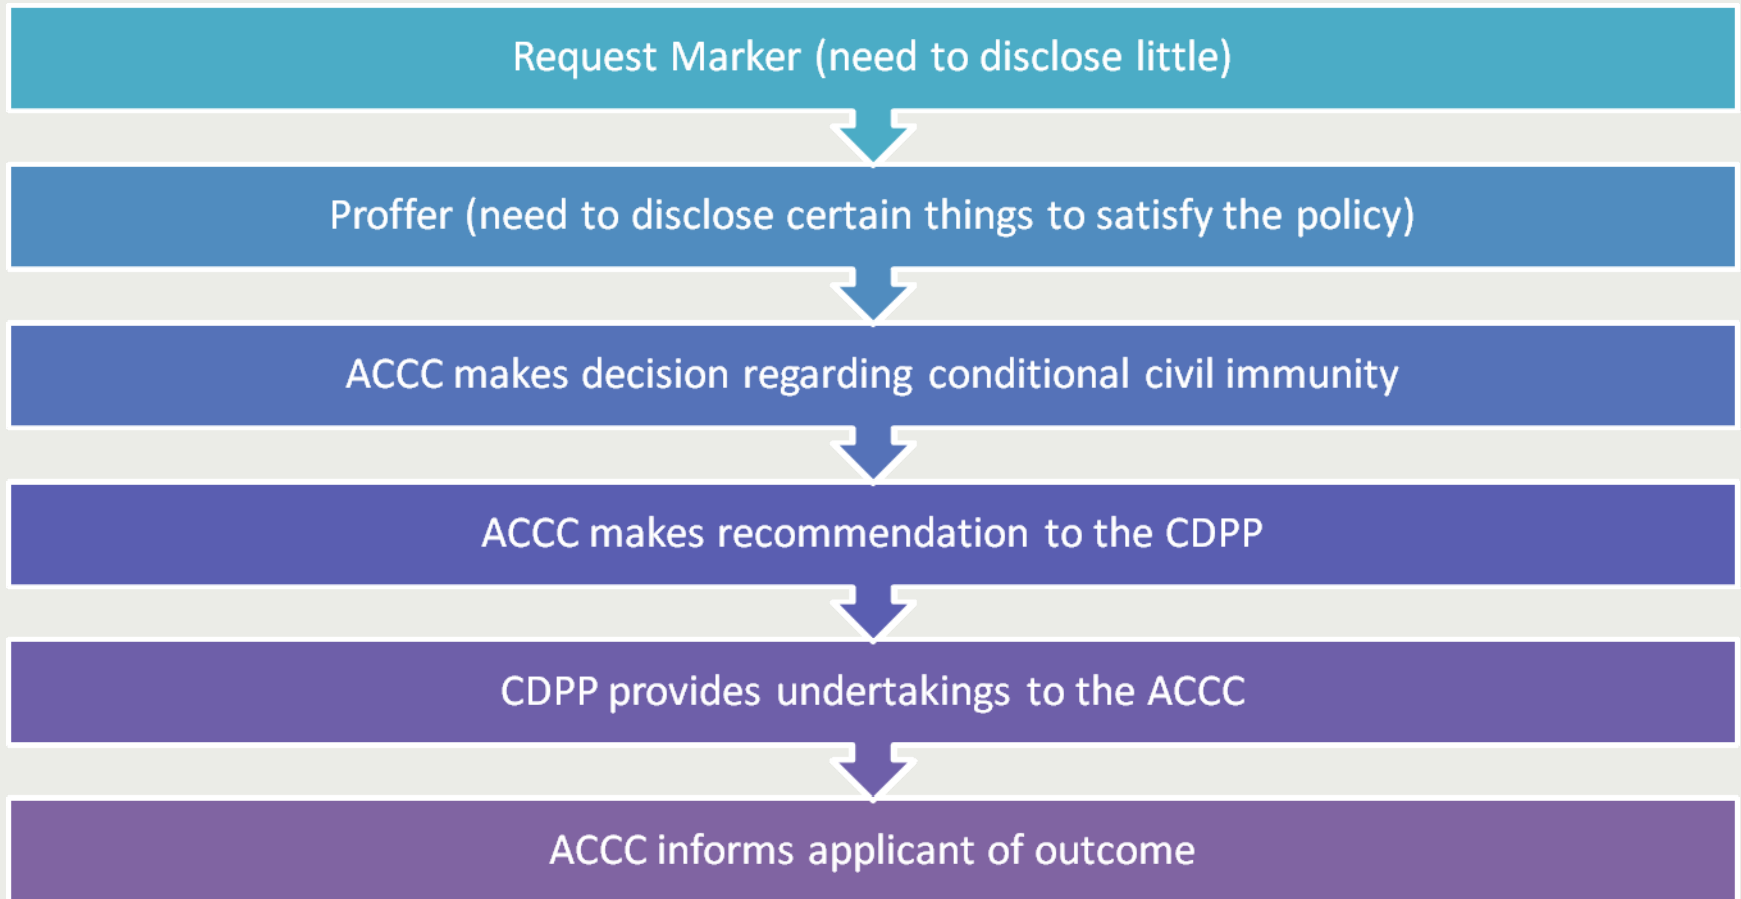 Request Marker (need to disclose little)
Proffer (need to disclose certain things to satisfy the policy)
ACCC makes decision regarding conditional civil immunity
ACCC makes recommendation to the CDPP
CDPP provides undertakings to the ACCC
ACCC informs applicant of outcome